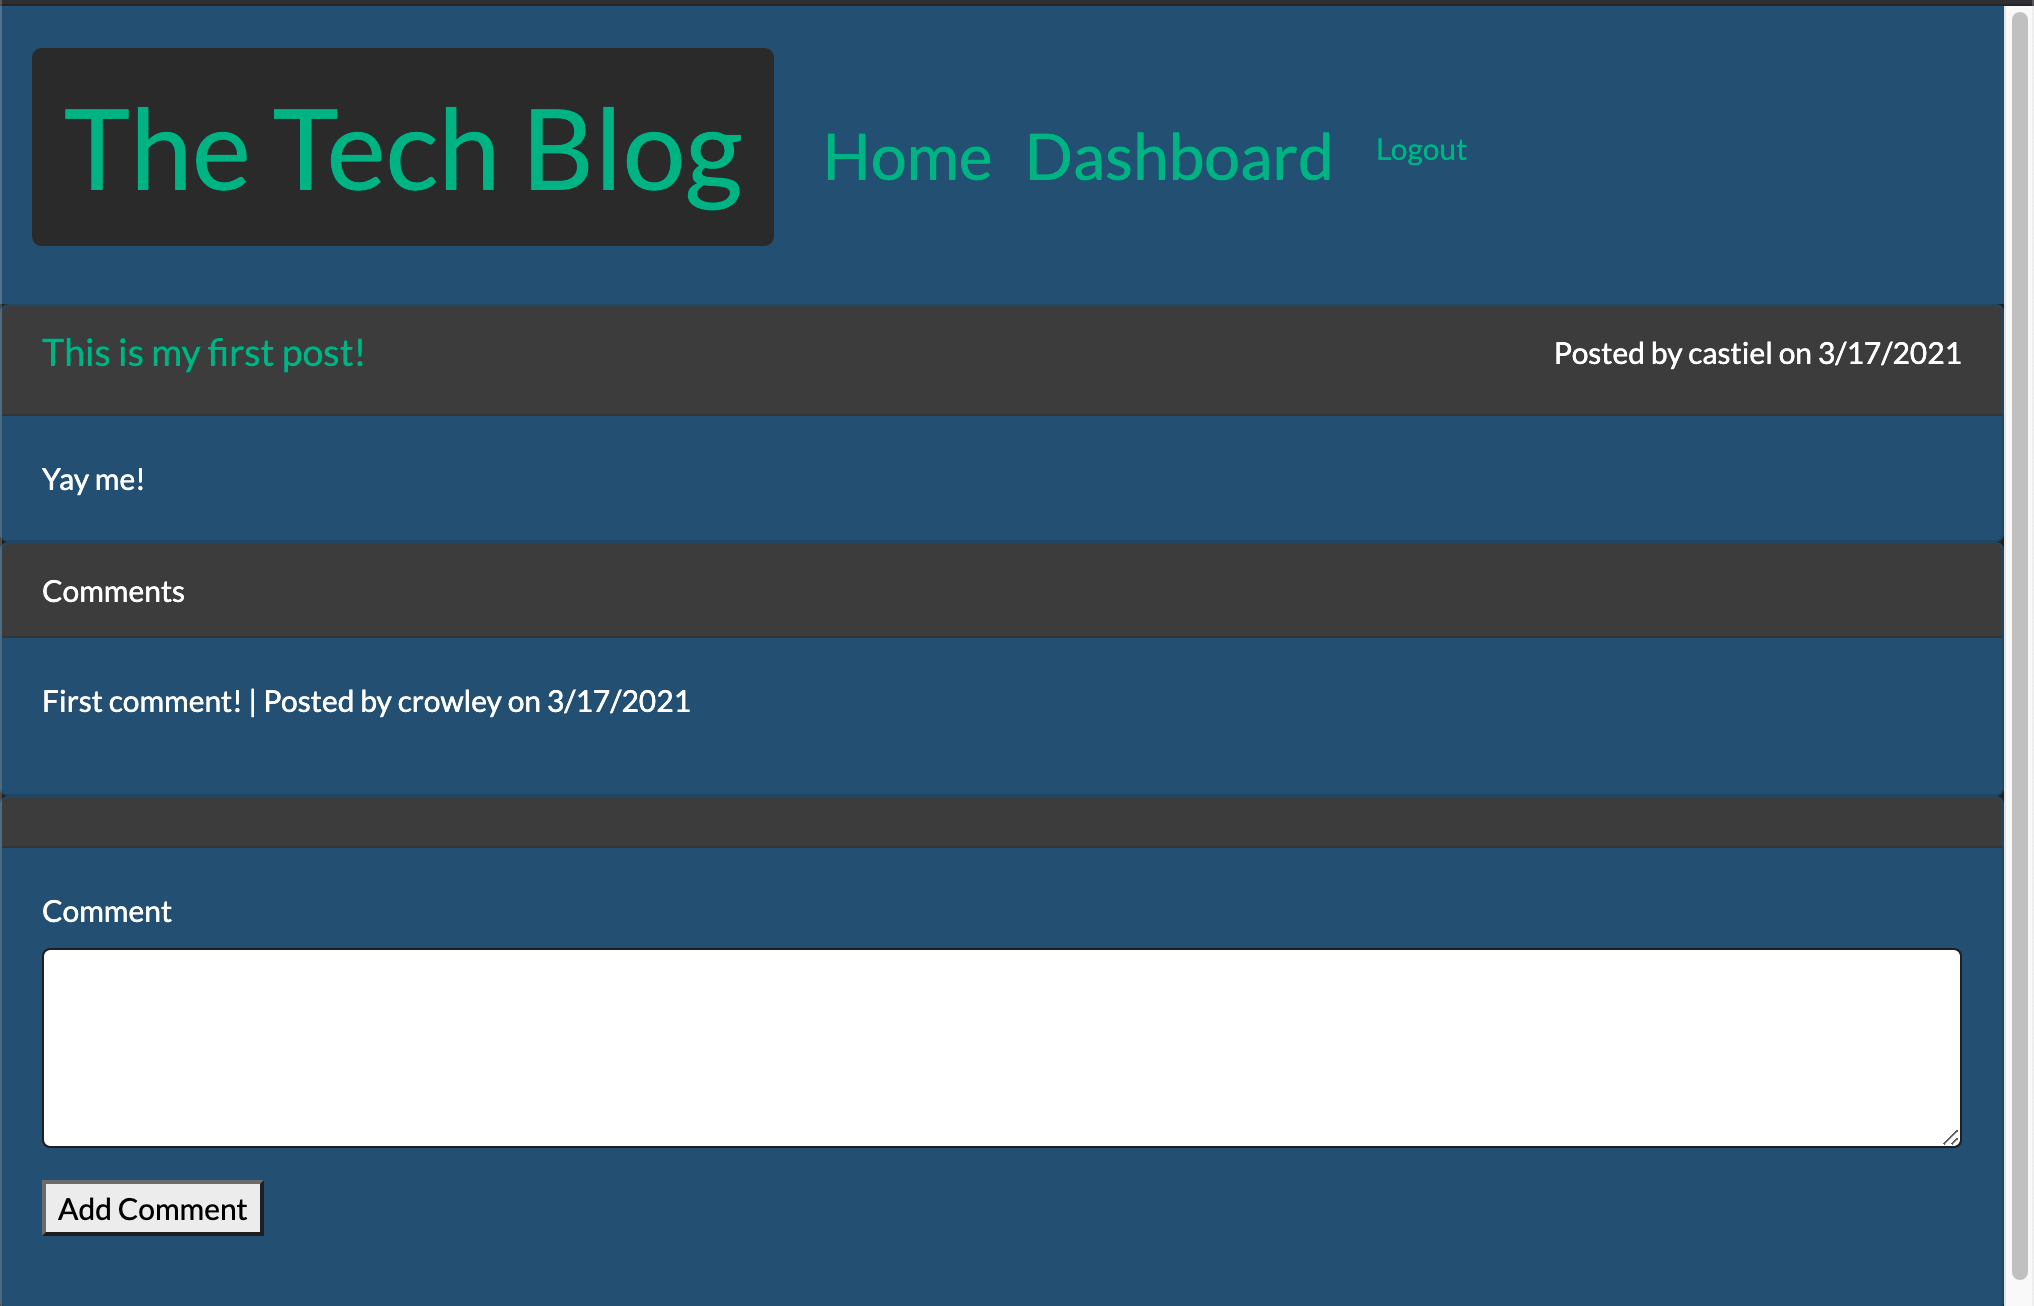 The Tech Blog
Home Dashboard Logout
This is my first post!
Posted by castiel on 3/17/2021
Yay me!
Comments
First comment! | Posted by crowley on 3/17/2021
Comment
Add Comment